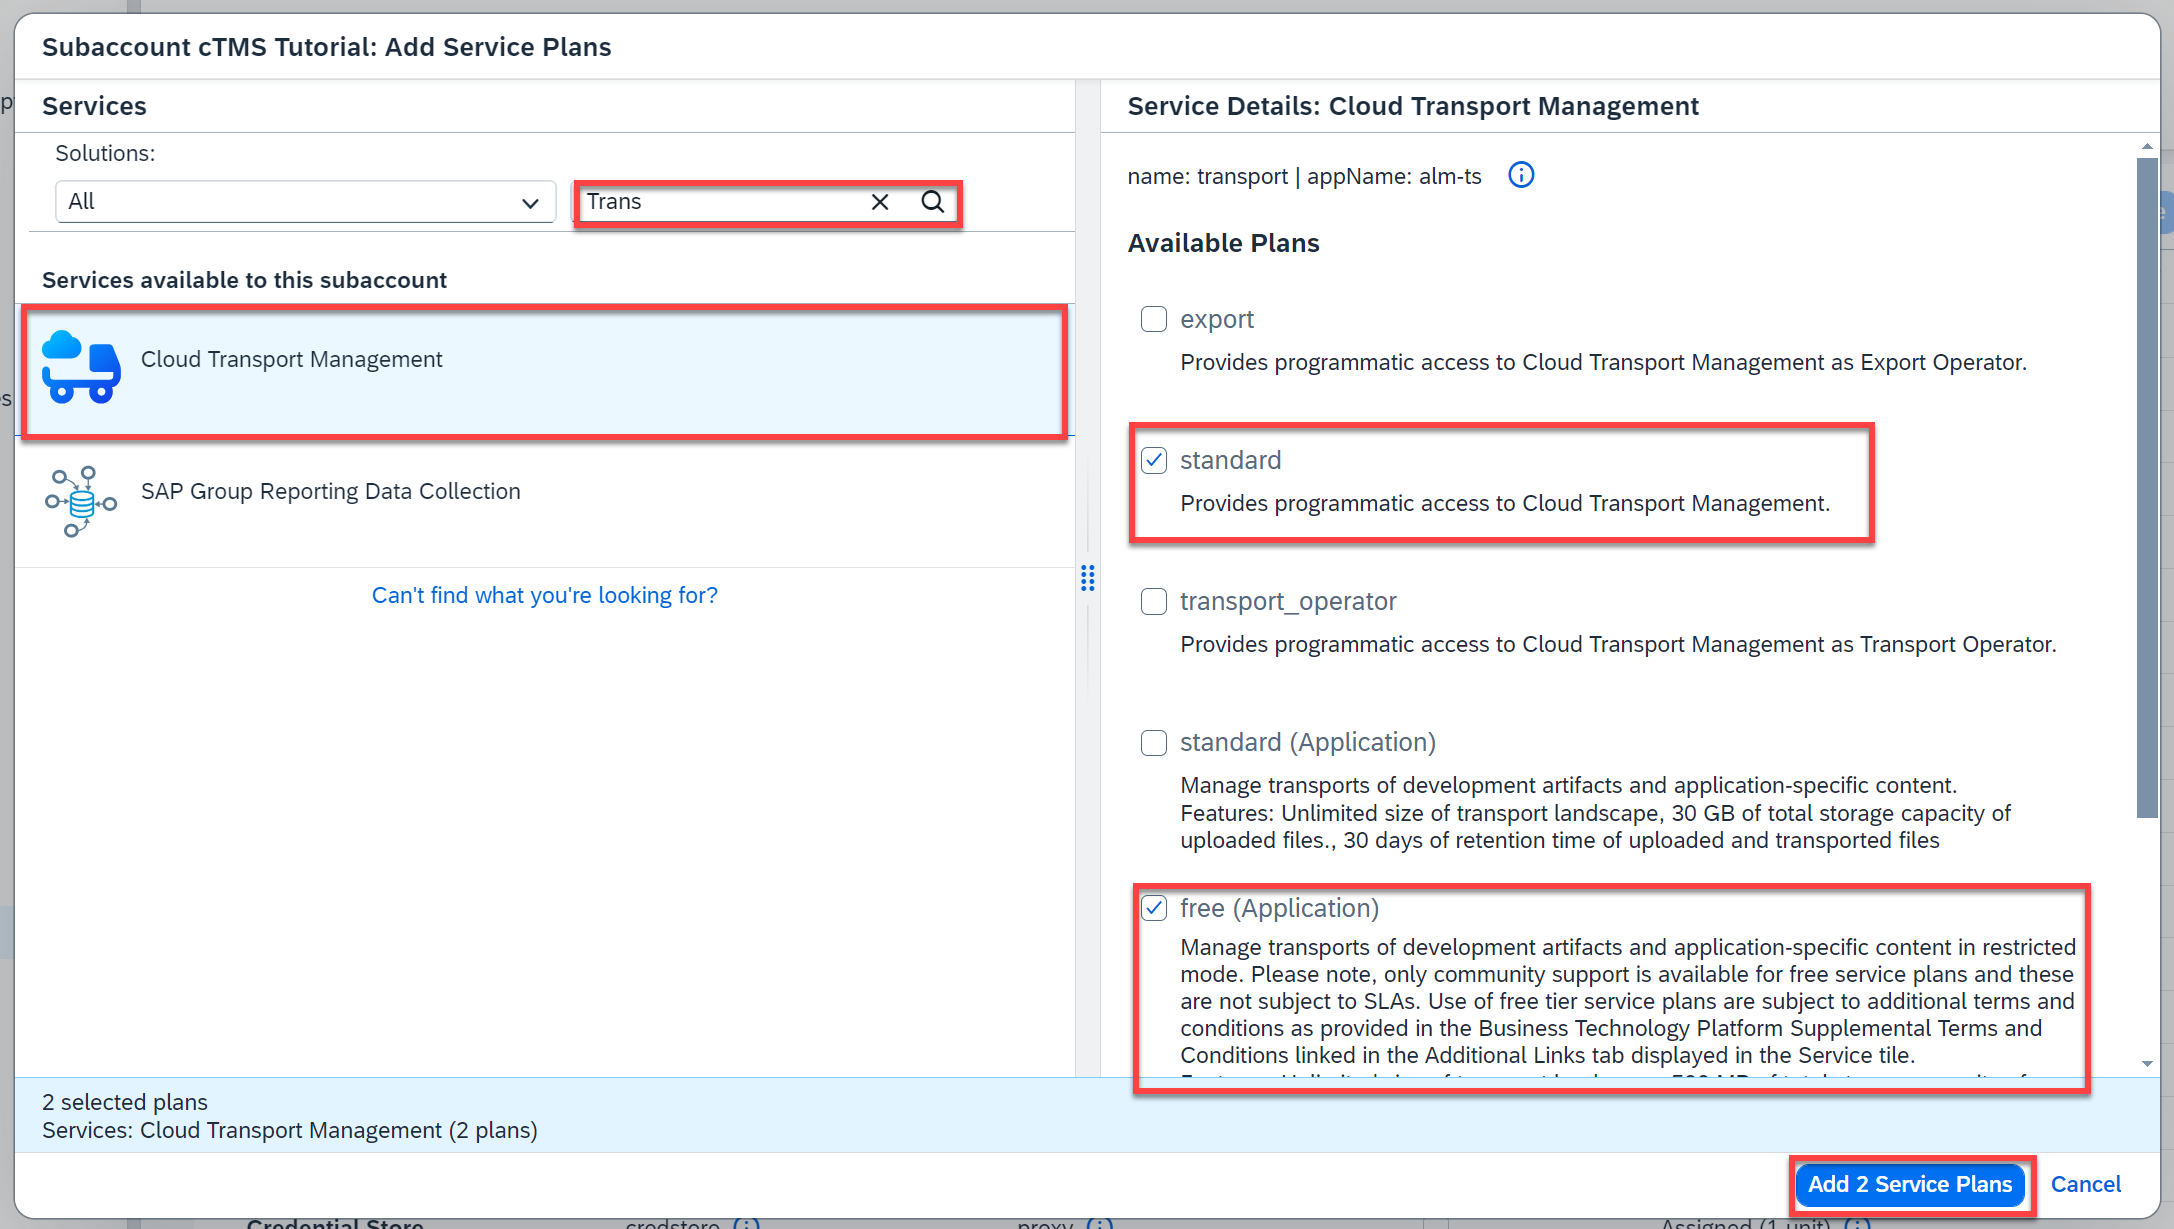 Subaccount cTMS Tutorial: Add Service Plans
Services
Solutions:
All
Trans
Services available to this subaccount
Cloud Transport Management
SAP Group Reporting Data Collection
Can't find what you're looking for?
Service Details: Cloud Transport Management
name: transport | appName: alm-ts
Available Plans
export
Provides programmatic access to Cloud Transport Management as Export Operator.
standard
Provides programmatic access to Cloud Transport Management.
transport_operator
Provides programmatic access to Cloud Transport Management as Transport Operator.
standard (Application)
Manage transports of development artifacts and application-specific content.
Features: Unlimited size of transport landscape, 30 GB of total storage capacity of
uploaded files., 30 days of retention time of uploaded and transported files
free (Application)
Manage transports of development artifacts and application-specific content in restricted
mode. Please note, only community support is available for free service plans and these
are not subject to SLAs. Use of free tier service plans are subject to additional terms and
conditions as provided in the Business Technology Platform Supplemental Terms and
Conditions linked in the Additional Links tab displayed in the Service tile.
2 selected plans
Services: Cloud Transport Management (2 plans)
Add 2 Service Plans
Cancel
Credential Store
credstore
proxy
Assigned (1 unit)